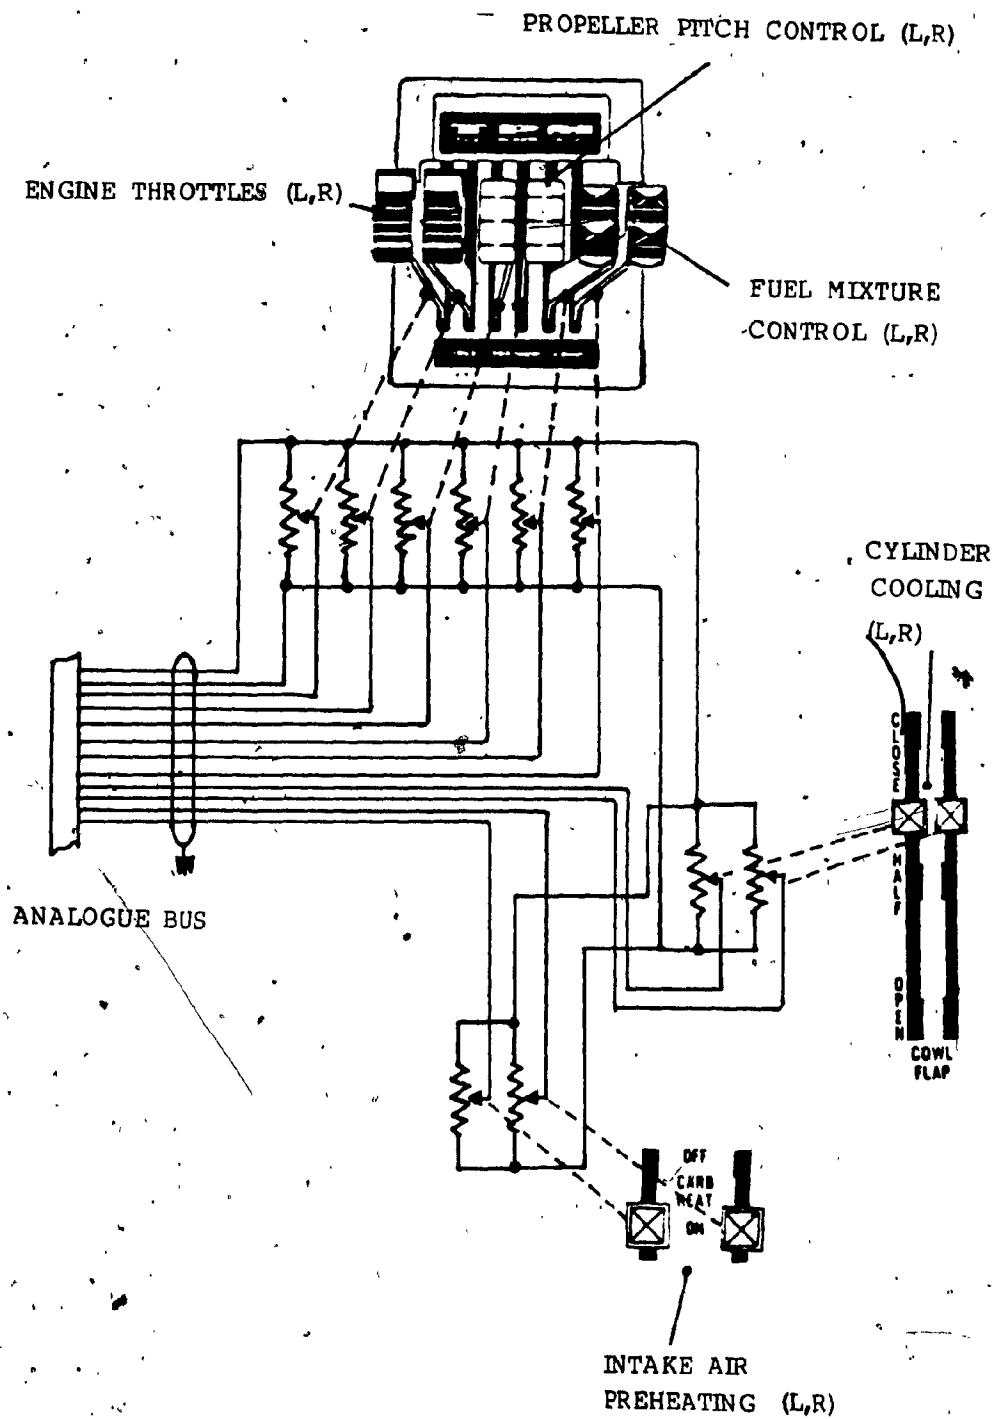 PROPELLER PITCH CONTROL (L,R)
ENGINE THROTTLES (L,R)
FUEL MIXTURE
CONTROL (L,R)
CYLINDER
COOLING
(L,R)
CLOSE
HALF
OPEN
COWL
FLAP
ANALOGUE BUS
OFF
CARB
HEAT
ON
INTAKE AIR
PREHEATING (L,R)